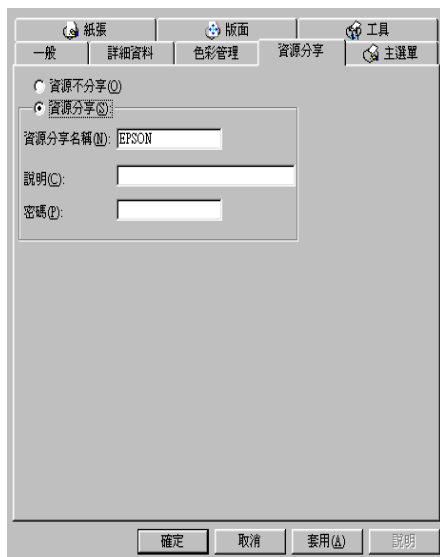 紙張 版面 工具
一般 詳細資料 色彩管理 資源分享 主選單
資源不分享(O)
資源分享(S):
資源分享名稱(N): EPSON
說明(C):
密碼(P):
確定 取消 套用(A) 說明